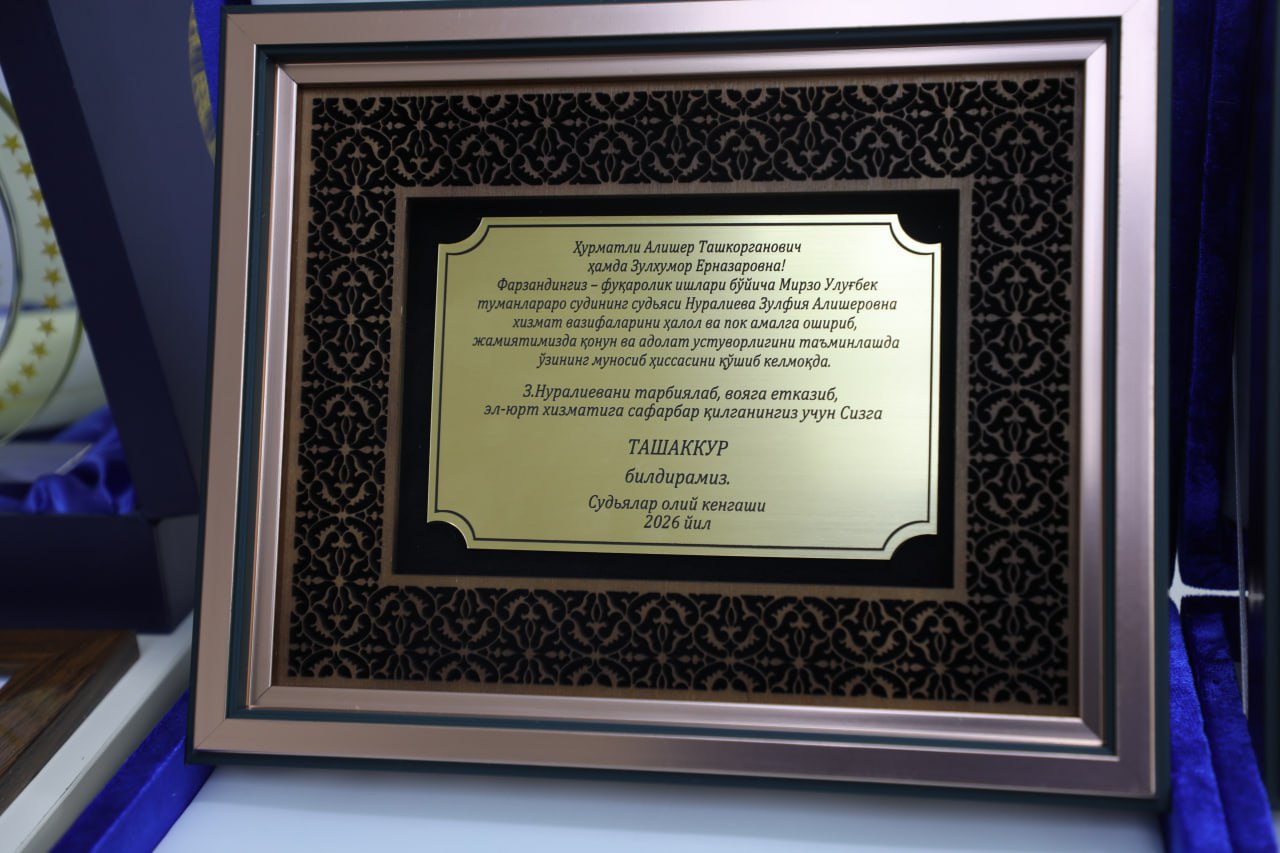 Ҳурматли Алишер Ташкорганович
ҳамда Зулхумор Ерназаровна!
Фарзандингиз – фуқаролик ишлари бўйича Мирзо Улуғбек
туманлараро судининг судьяси Нуралиева Зулфия Алишеровна
хизмат вазифаларини ҳалол ва пок амалга ошириб,
жамиятимизда қонун ва адолат устуворлигини таъминлашда
ўзининг муносиб ҳиссасини қўшиб келмоқда.
З.Нуралиевани тарбиялаб, вояга етказиб,
эл-юрт хизматига сафарбар қилганингиз учун Сизга
ТАШАККУР
билдирамиз.
Судьялар олий кенгаши
2026 йил